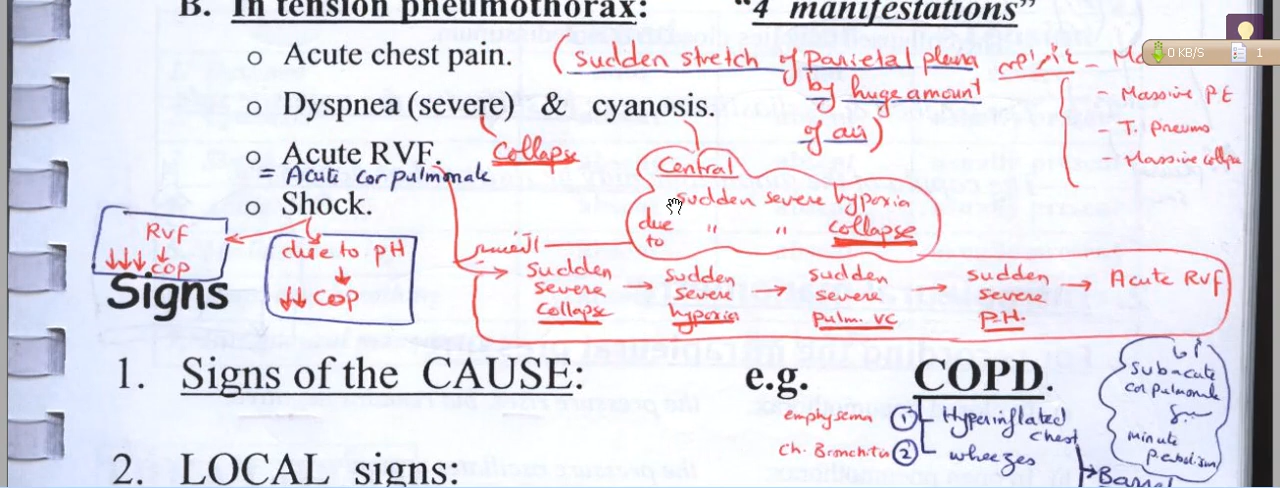 B. In tension pneumothorax: "4 manifestations"
o Acute chest pain. (sudden stretch of parietal pleura
by huge amount
of air)
- Massive P.E
- T. pneumo
- Massive collapse
o Dyspnea (severe) & cyanosis.
collapse
Central
sudden severe hypoxia
due to " " collapse
o Acute RVF.
= Acute cor pulmonale
o Shock.
RVF
↓↓↓ cop
due to PH
↓
↓↓ cop
sudden severe collapse → sudden severe hypoxia → sudden severe Pulm. VC → sudden severe P.H. → Acute RVF
Signs
1. Signs of the CAUSE: e.g. COPD.
emphysema ① Hyperinflated chest
ch. Bronchitis ② wheezes
Barrel
subacute
cor pulmonale
minute
embolism
2. LOCAL signs:
0 KB/S 1